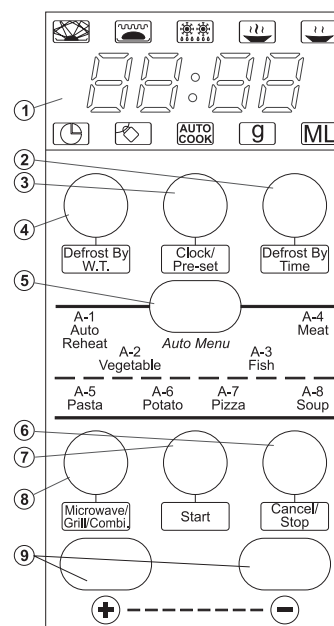 88:88
1
AUTO
COOK
g
ML
2
3
4
Defrost By
W.T.
Clock/
Pre-set
Defrost By
Time
5
A-1
Auto
Reheat
Auto Menu
A-4
Meat
A-2
Vegetable
A-3
Fish
A-5
Pasta
A-6
Potato
A-7
Pizza
A-8
Soup
6
7
8
Microwave/
Grill/Combi.
Start
Cancel/
Stop
9
+
-